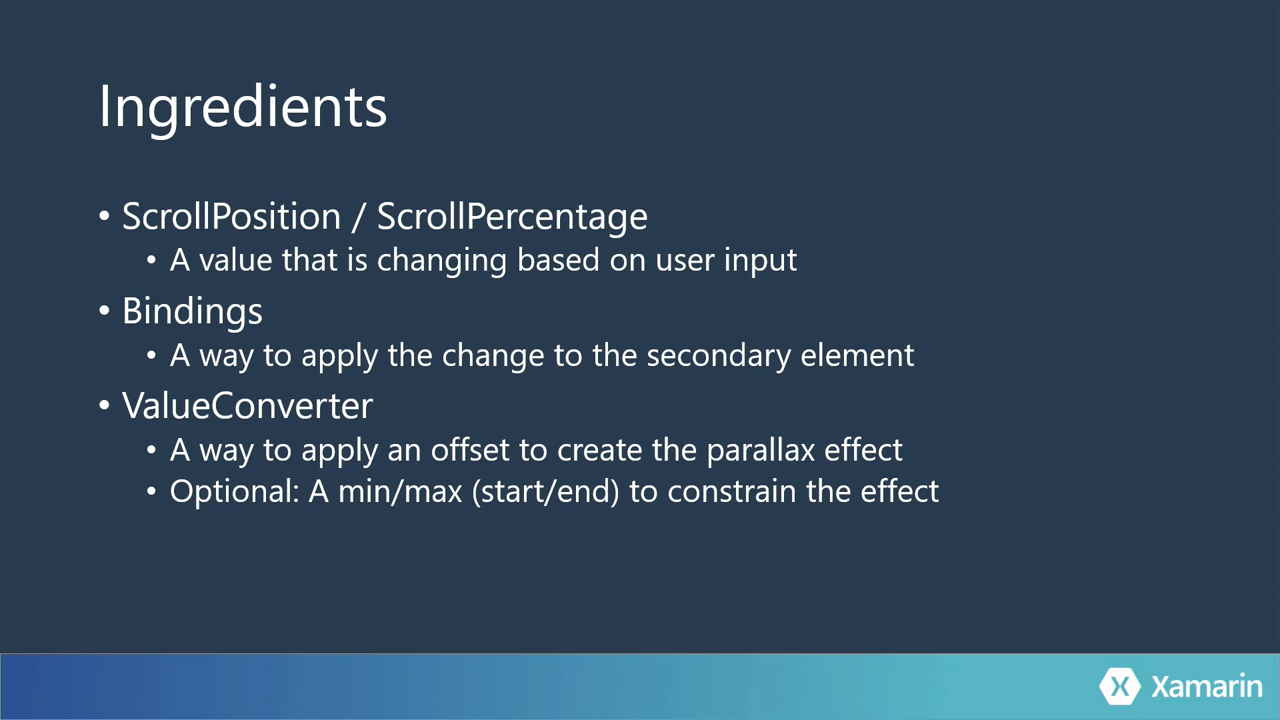 Ingredients
• ScrollPosition / ScrollPercentage
• A value that is changing based on user input
• Bindings
• A way to apply the change to the secondary element
• ValueConverter
• A way to apply an offset to create the parallax effect
• Optional: A min/max (start/end) to constrain the effect
X Xamarin